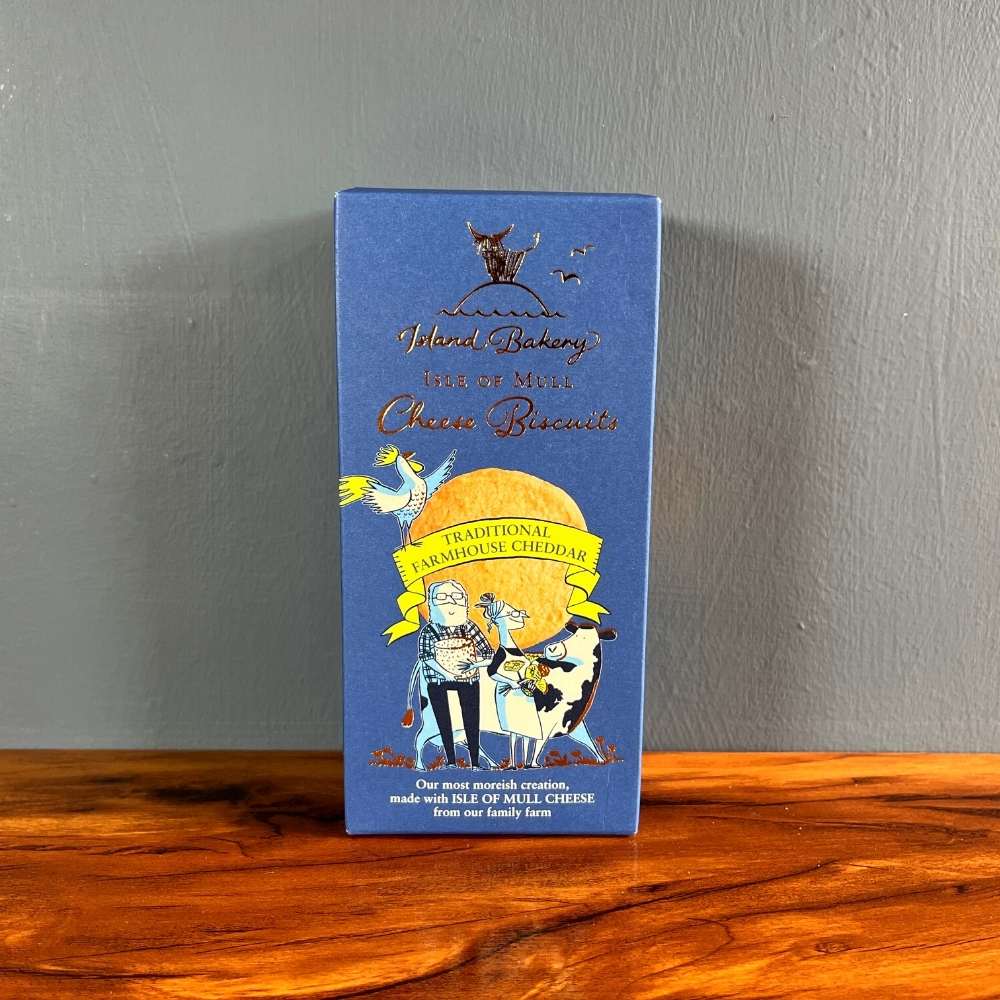 Island Bakery
ISLE OF MULL
Cheese Biscuits
TRADITIONAL
FARMHOUSE CHEDDAR
Our most moreish creation,
made with ISLE OF MULL CHEESE
from our family farm